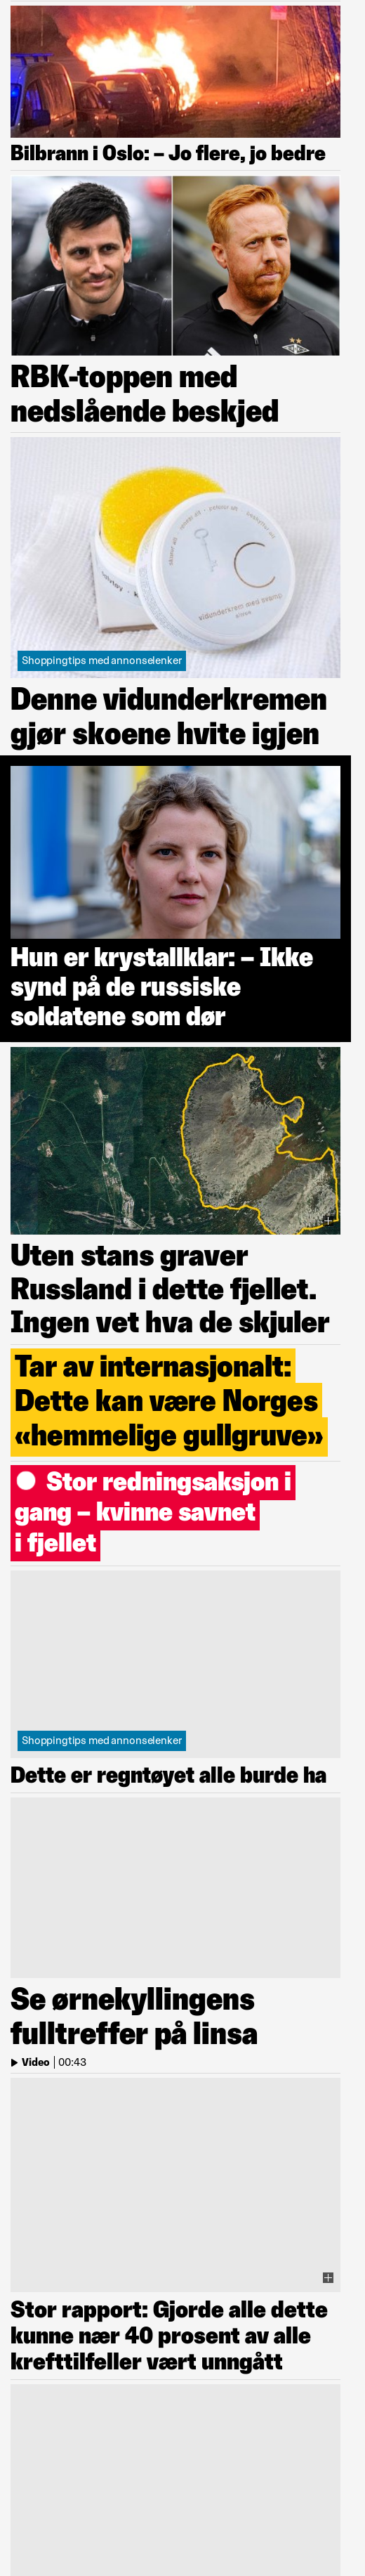 Bilbrann i Oslo: – Jo flere, jo bedre
RBK-toppen med
nedslående beskjed
vidunderkrem med svamp
Shoppingtips med annonselenker
Denne vidunderkremen
gjør skoene hvite igjen
Hun er krystallklar: – Ikke
synd på de russiske
soldatene som dør
Uten stans graver
Russland i dette fjellet.
Ingen vet hva de skjuler
Tar av internasjonalt:
Dette kan være Norges
«hemmelige gullgruve»
Stor redningsaksjon i
gang – kvinne savnet
i fjellet
Shoppingtips med annonselenker
Dette er regntøyet alle burde ha
Se ørnekyllingens
fulltreffer på linsa
Video | 00:43
Stor rapport: Gjorde alle dette
kunne nær 40 prosent av alle
krefttilfeller vært unngått